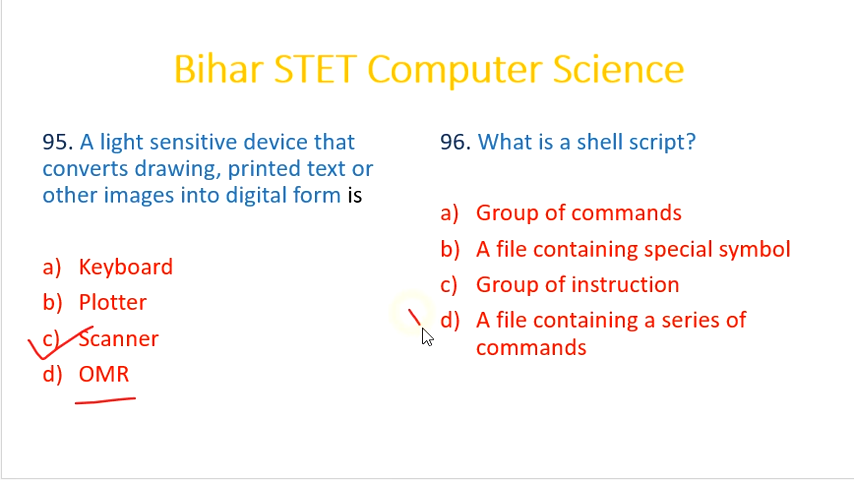 Bihar STET Computer Science
95. A light sensitive device that
converts drawing, printed text or
other images into digital form is
a) Keyboard
b) Plotter
c) Scanner
d) OMR
96. What is a shell script?
a) Group of commands
b) A file containing special symbol
c) Group of instruction
d) A file containing a series of
commands